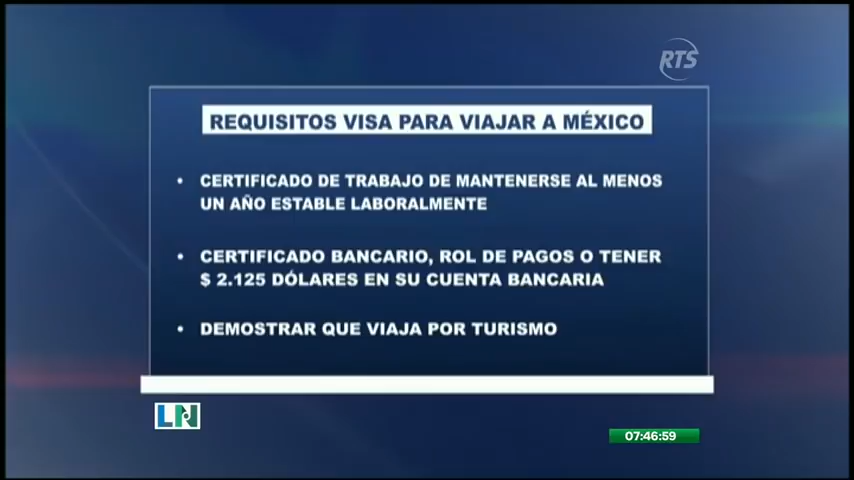 RTS
REQUISITOS VISA PARA VIAJAR A MÉXICO
• CERTIFICADO DE TRABAJO DE MANTENERSE AL MENOS
UN AÑO ESTABLE LABORALMENTE
• CERTIFICADO BANCARIO, ROL DE PAGOS O TENER
$ 2.125 DÓLARES EN SU CUENTA BANCARIA
• DEMOSTRAR QUE VIAJA POR TURISMO
LN
07:46:59